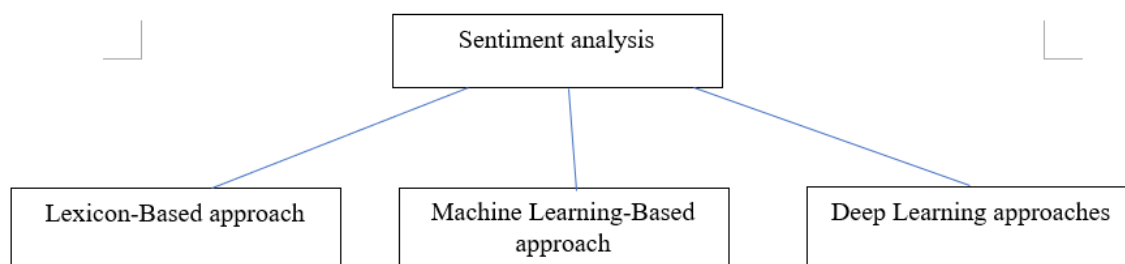 Sentiment analysis
Lexicon-Based approach
Machine Learning-Based
approach
Deep Learning approaches